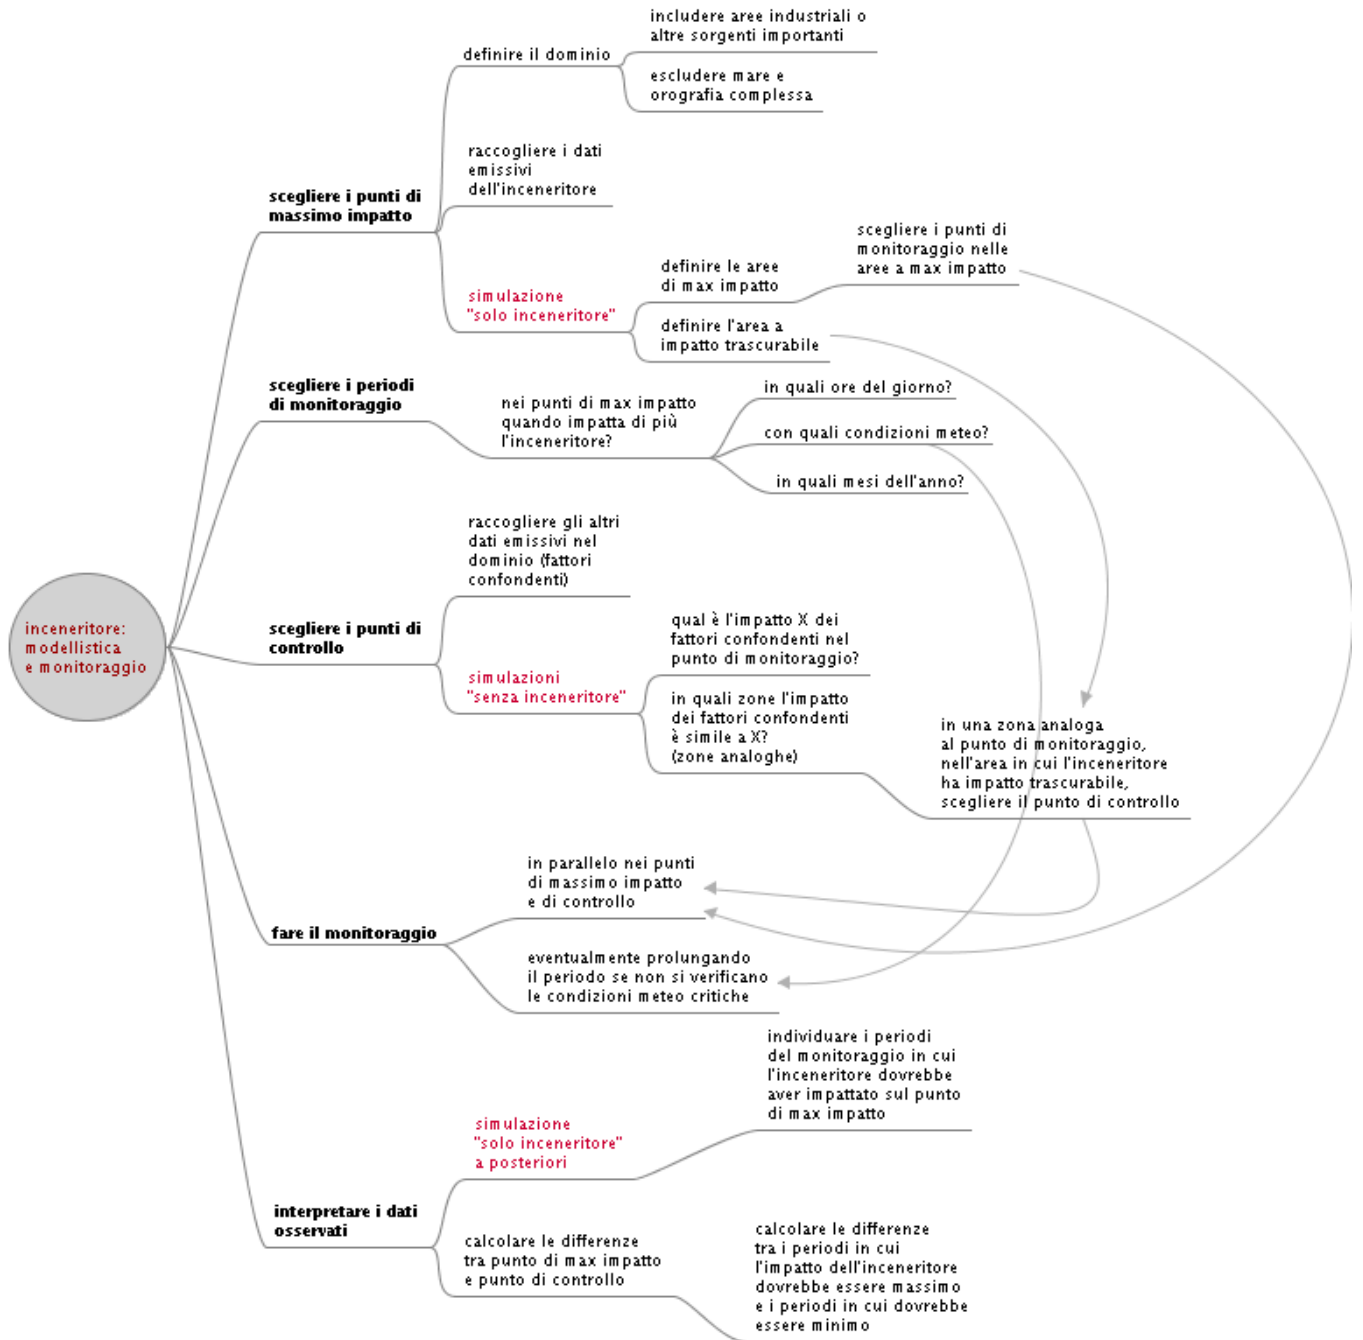 includere aree industriali o
altre sorgenti importanti
definire il dominio
escludere mare e
orografia complessa
raccogliere i dati
emissivi
dell'inceneritore
scegliere i punti di
massimo impatto
scegliere i punti di
monitoraggio nelle
aree a max impatto
definire le aree
di max impatto
simulazione
"solo inceneritore"
definire l'area a
impatto trascurabile
scegliere i periodi
di monitoraggio
nei punti di max impatto
quando impatta di più
l'inceneritore?
in quali ore del giorno?
con quali condizioni meteo?
in quali mesi dell'anno?
raccogliere gli altri
dati emissivi nel
dominio (fattori
confondenti)
inceneritore:
modellistica
e monitoraggio
scegliere i punti di
controllo
qual è l'impatto X dei
fattori confondenti nel
punto di monitoraggio?
simulazioni
"senza inceneritore"
in quali zone l'impatto
dei fattori confondenti
è simile a X?
(zone analoghe)
in una zona analoga
al punto di monitoraggio,
nell'area in cui l'inceneritore
ha impatto trascurabile,
scegliere il punto di controllo
in parallelo nei punti
di massimo impatto
e di controllo
fare il monitoraggio
eventualmente prolungando
il periodo se non si verificano
le condizioni meteo critiche
individuare i periodi
del monitoraggio in cui
l'inceneritore dovrebbe
aver impattato sul punto
di max impatto
simulazione
"solo inceneritore"
a posteriori
interpretare i dati
osservati
calcolare le differenze
tra punto di max impatto
e punto di controllo
calcolare le differenze
tra i periodi in cui
l'impatto dell'inceneritore
dovrebbe essere massimo
e i periodi in cui dovrebbe
essere minimo